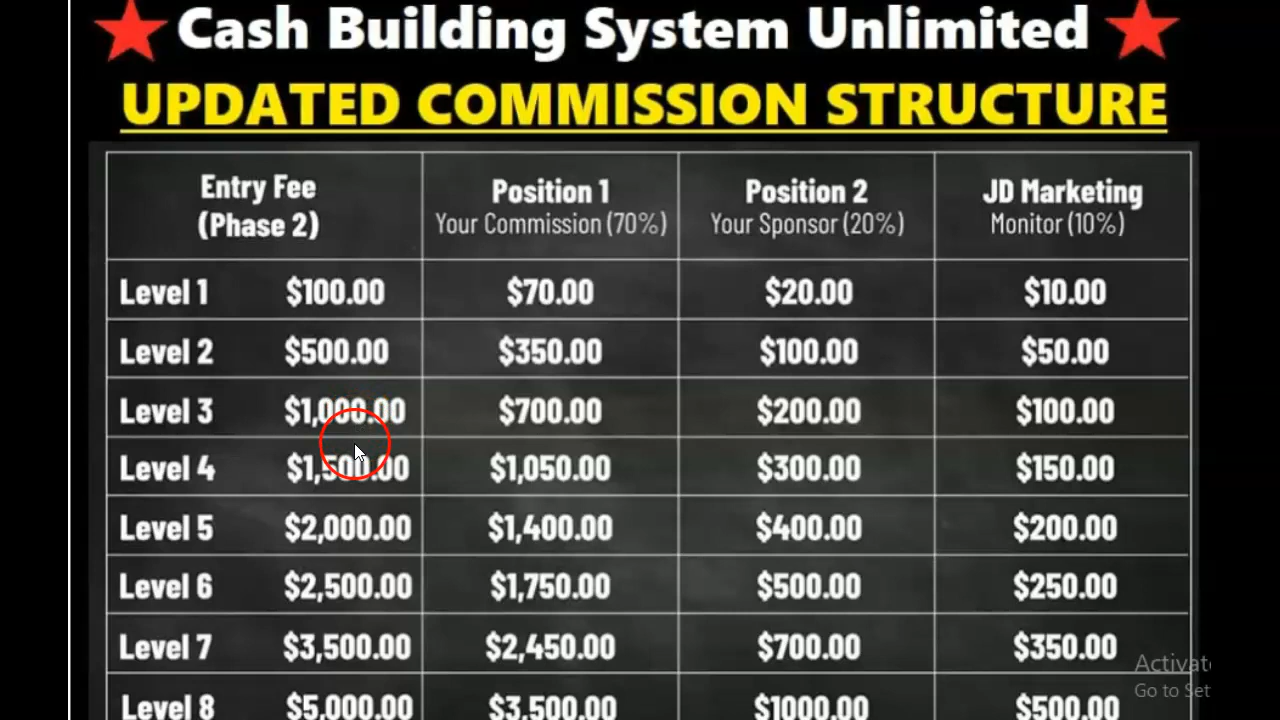 Cash Building System Unlimited
UPDATED COMMISSION STRUCTURE
Entry Fee (Phase 2) Position 1 Your Commission (70%) Position 2 Your Sponsor (20%) JD Marketing Monitor (10%)
Level 1 $100.00 $70.00 $20.00 $10.00
Level 2 $500.00 $350.00 $100.00 $50.00
Level 3 $1,000.00 $700.00 $200.00 $100.00
Level 4 $1,500.00 $1,050.00 $300.00 $150.00
Level 5 $2,000.00 $1,400.00 $400.00 $200.00
Level 6 $2,500.00 $1,750.00 $500.00 $250.00
Level 7 $3,500.00 $2,450.00 $700.00 $350.00
Level 8 $5,000.00 $3,500.00 $1000.00 $500.00
Activat
Go to Set